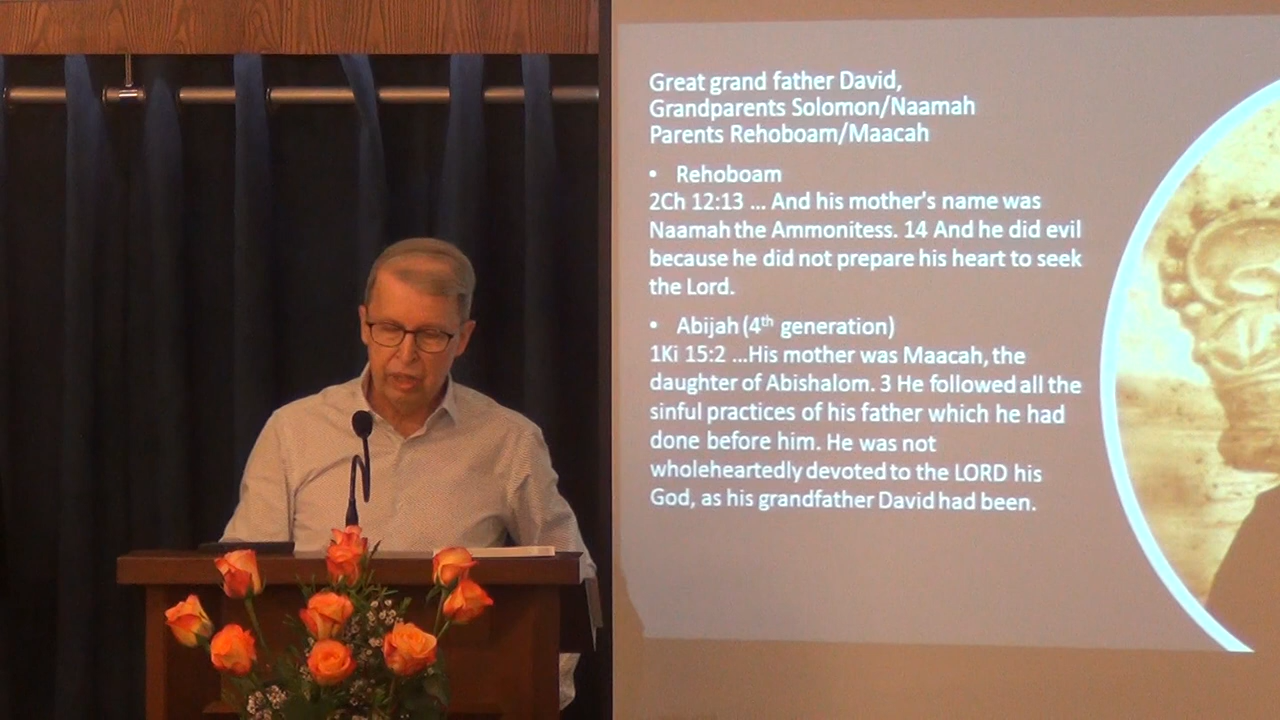 Great grand father David,
Grandparents Solomon/Naamah
Parents Rehoboam/Maacah
• Rehoboam
2Ch 12:13 ... And his mother's name was
Naamah the Ammonitess. 14 And he did evil
because he did not prepare his heart to seek
the Lord.
• Abijah (4th generation)
1Ki 15:2 ...His mother was Maacah, the
daughter of Abishalom. 3 He followed all the
sinful practices of his father which he had
done before him. He was not
wholeheartedly devoted to the LORD his
God, as his grandfather David had been.